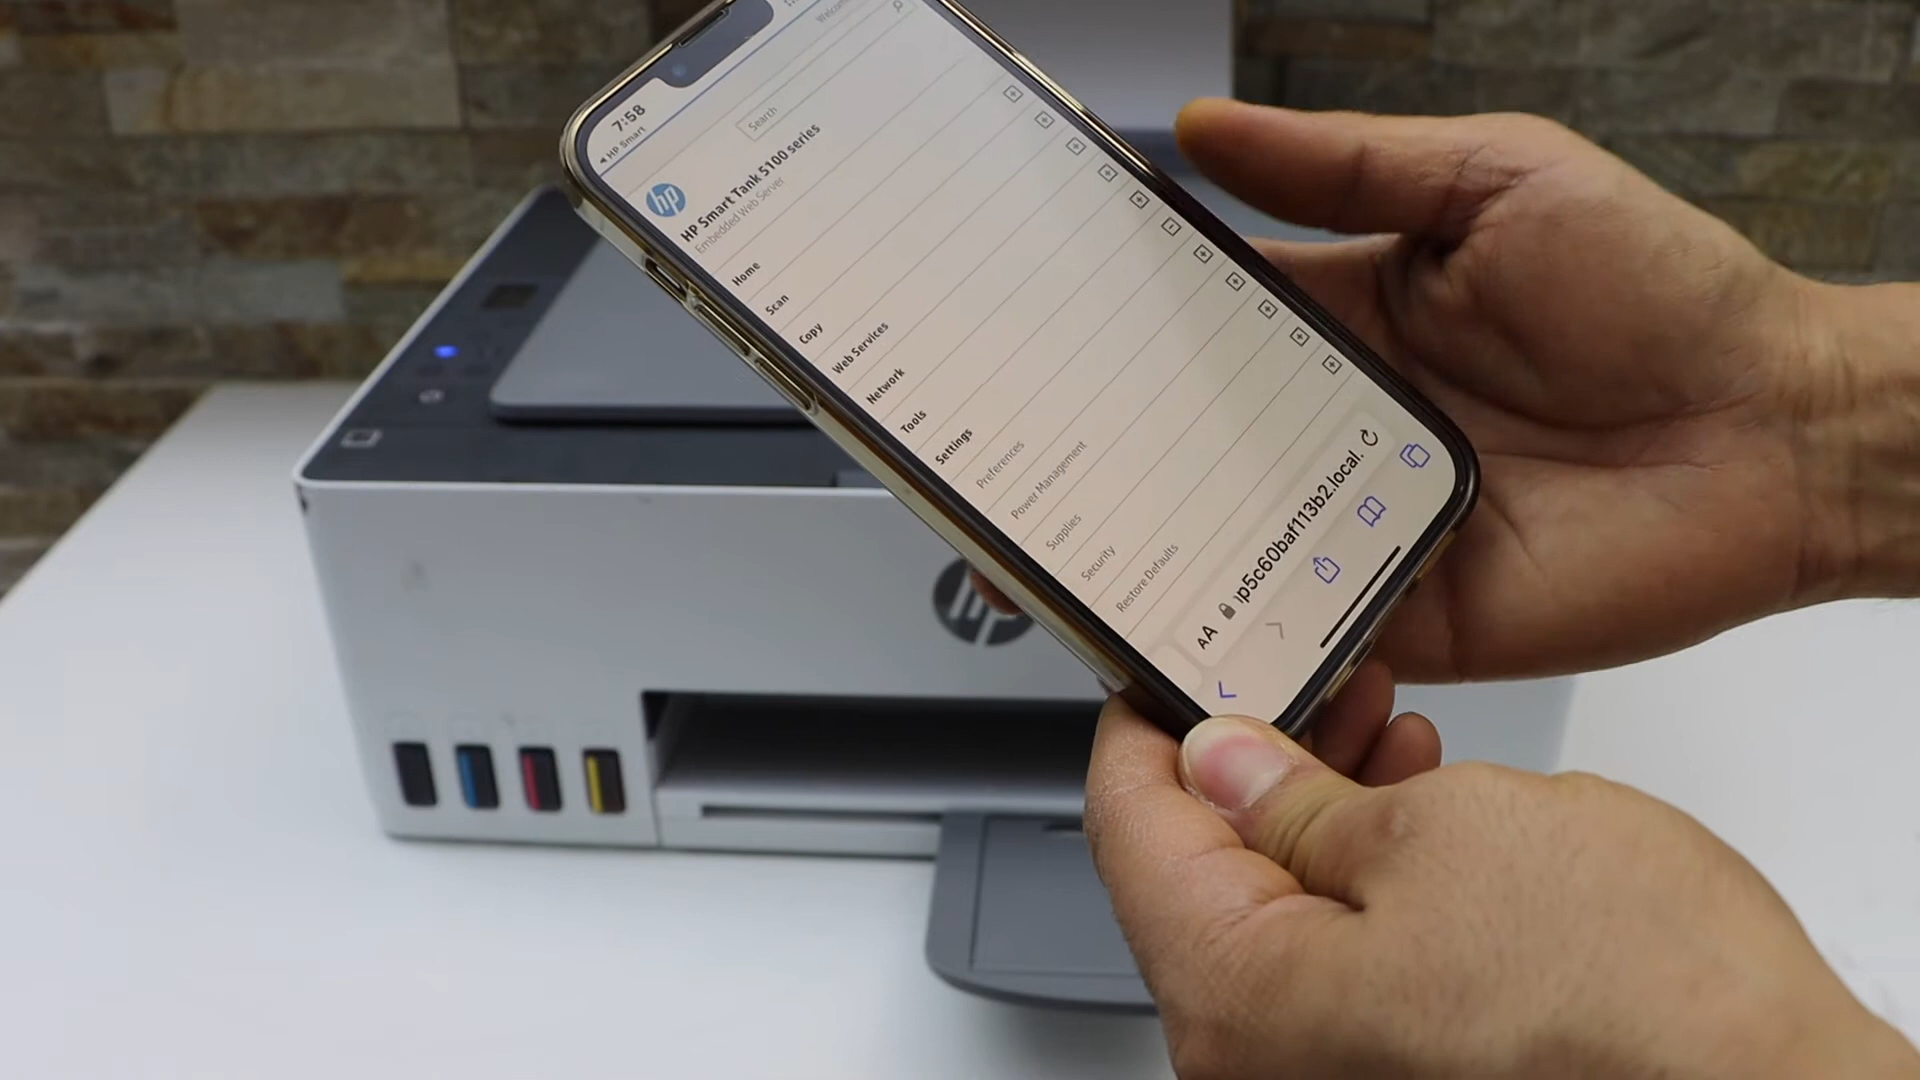 7:58
◀ HP Smart
Search
hp
HP Smart Tank 5100 series
Embedded Web Server
Home
Scan
Copy
Web Services
Network
Tools
Settings
Preferences
Power Management
Supplies
Security
Restore Defaults
AA
p5c60baf113b2.local.
hp